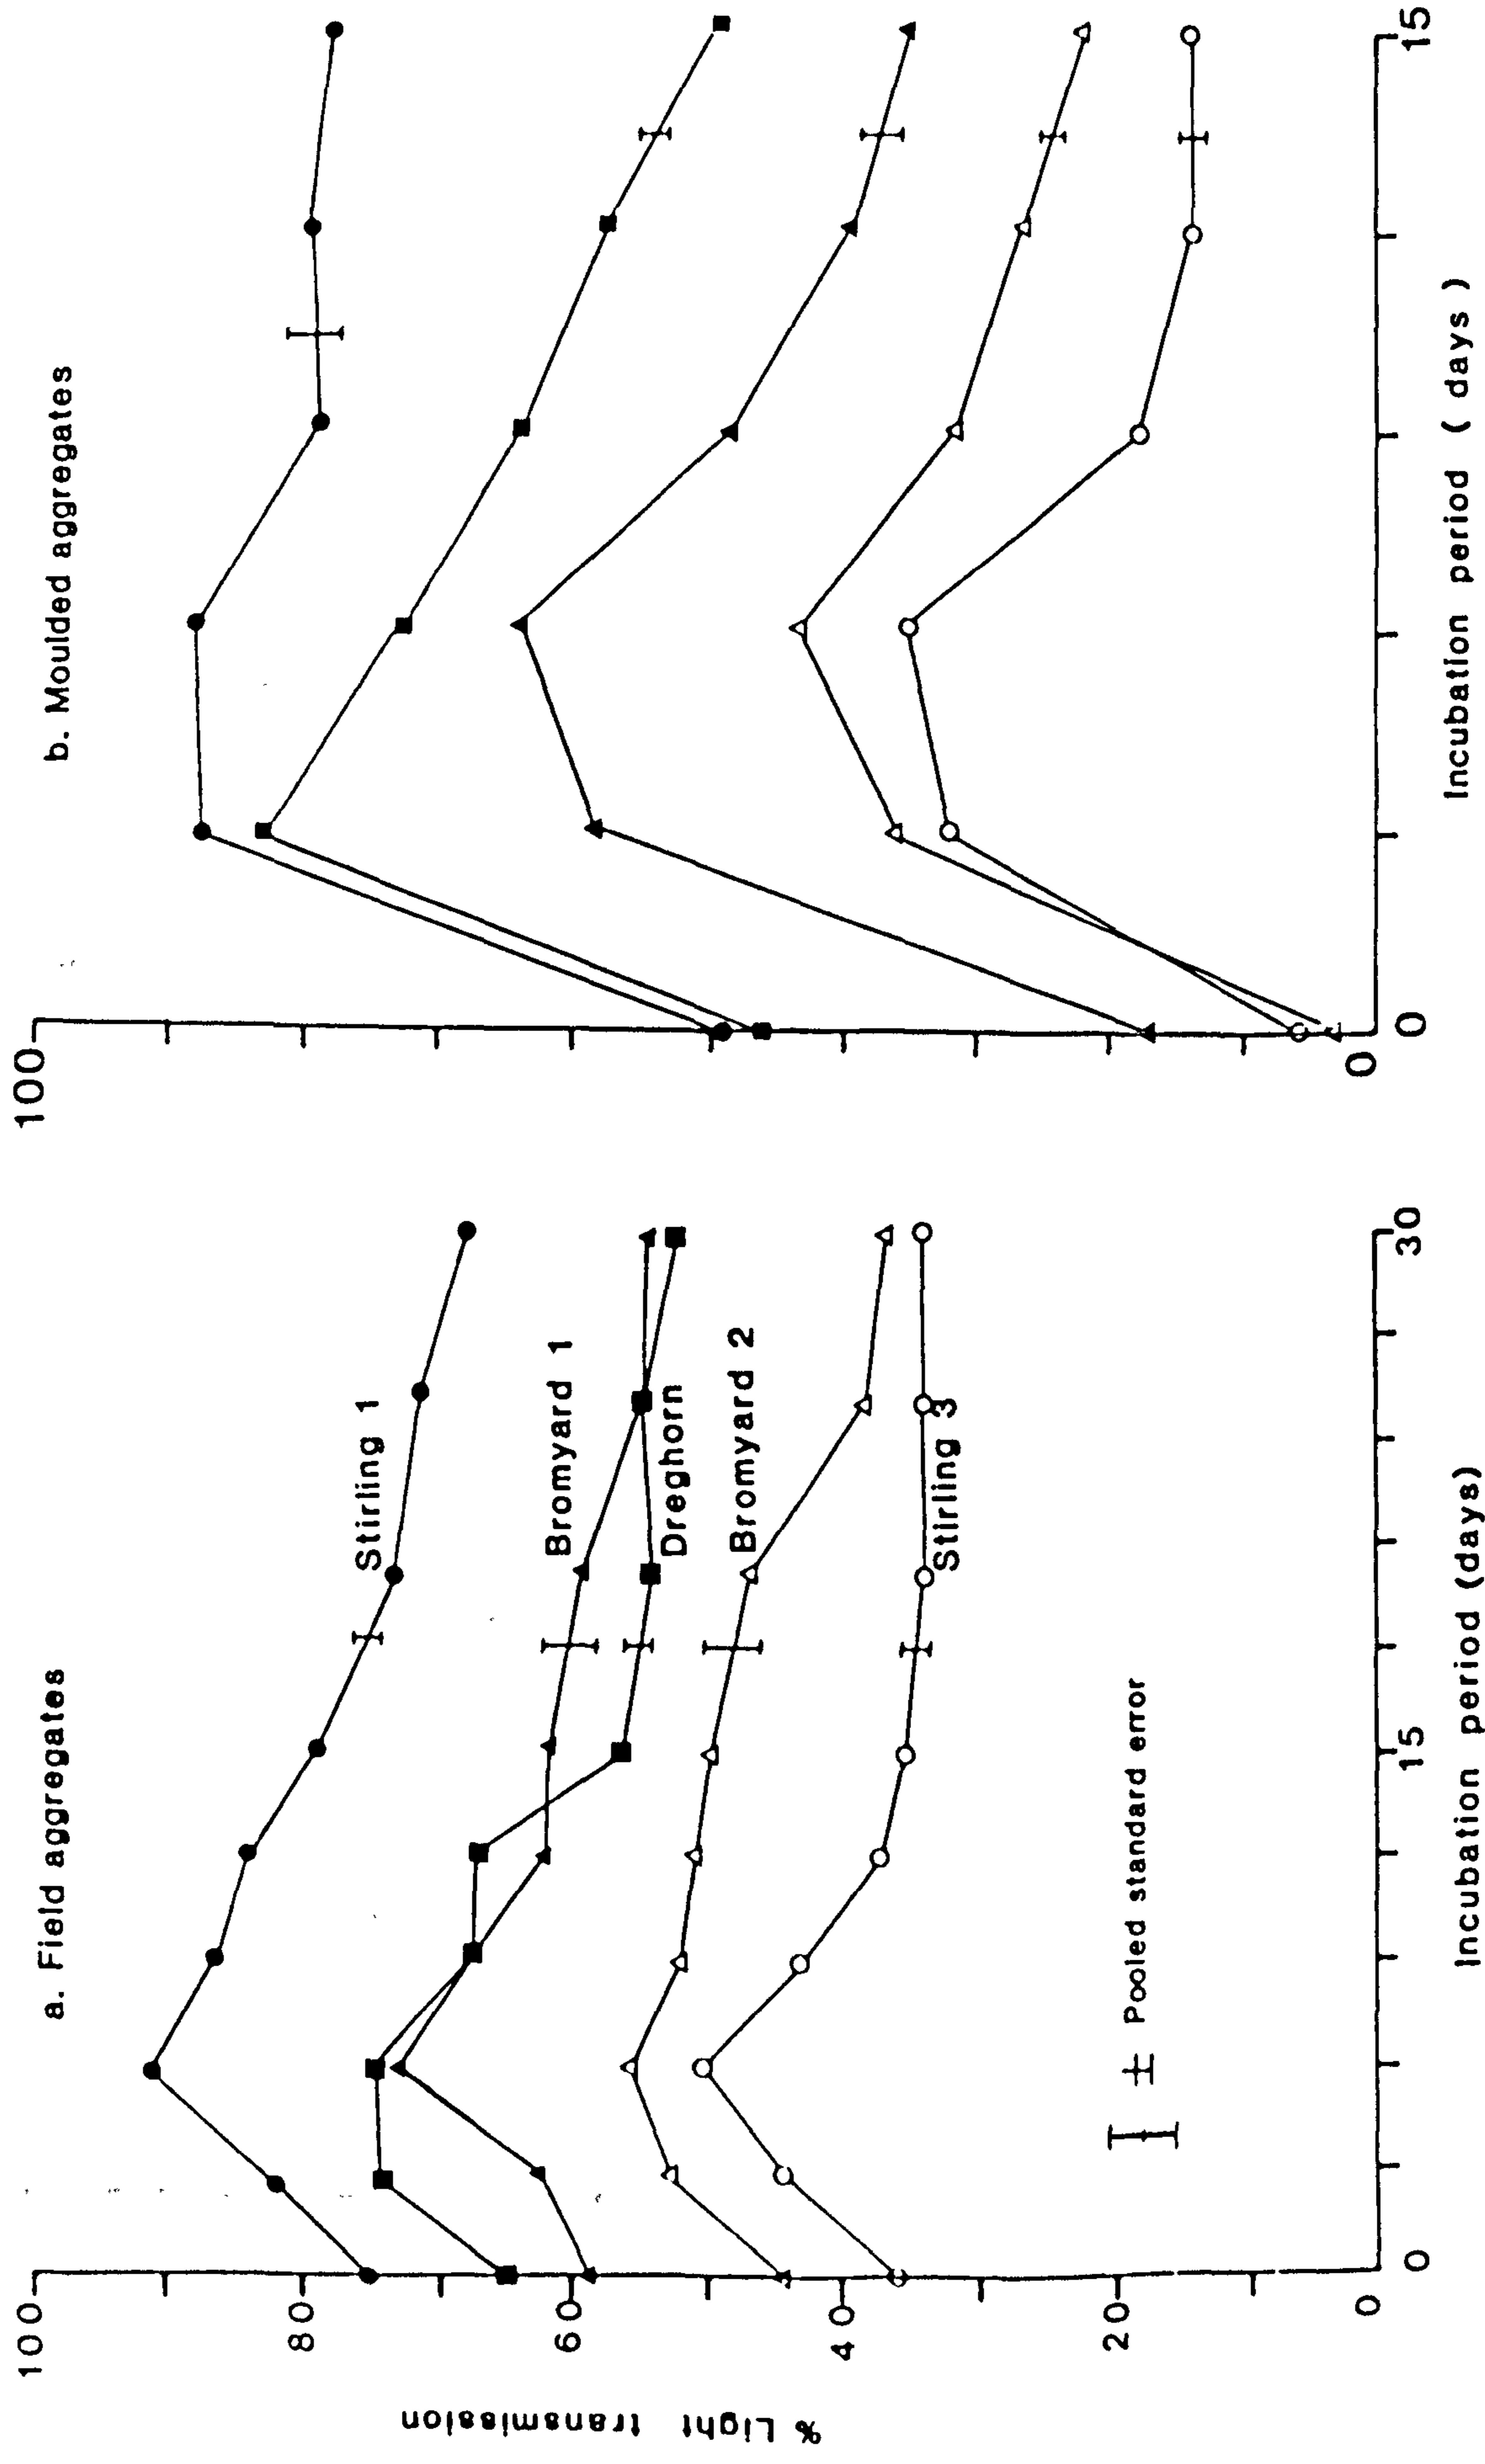 a. Field aggregates
% Light transmission
100
80
60
40
20
0
Stirling 1
Bromyard 1
Dreghorn
Bromyard 2
Stirling 3
± Pooled standard error
0
15
30
Incubation period (days)
b. Moulded aggregates
100
0
0
15
Incubation period ( days )